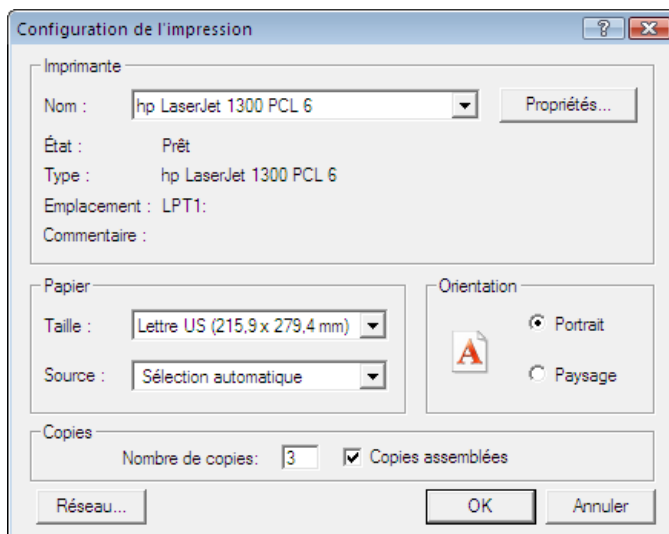 Configuration de l'impression
Imprimante
Nom :
hp LaserJet 1300 PCL 6
Propriétés...
État :
Prêt
Type :
hp LaserJet 1300 PCL 6
Emplacement :
LPT1:
Commentaire :
Papier
Taille :
Lettre US (215,9 x 279,4 mm)
Source :
Sélection automatique
Orientation
A
Portrait
Paysage
Copies
Nombre de copies:
3
Copies assemblées
Réseau...
OK
Annuler